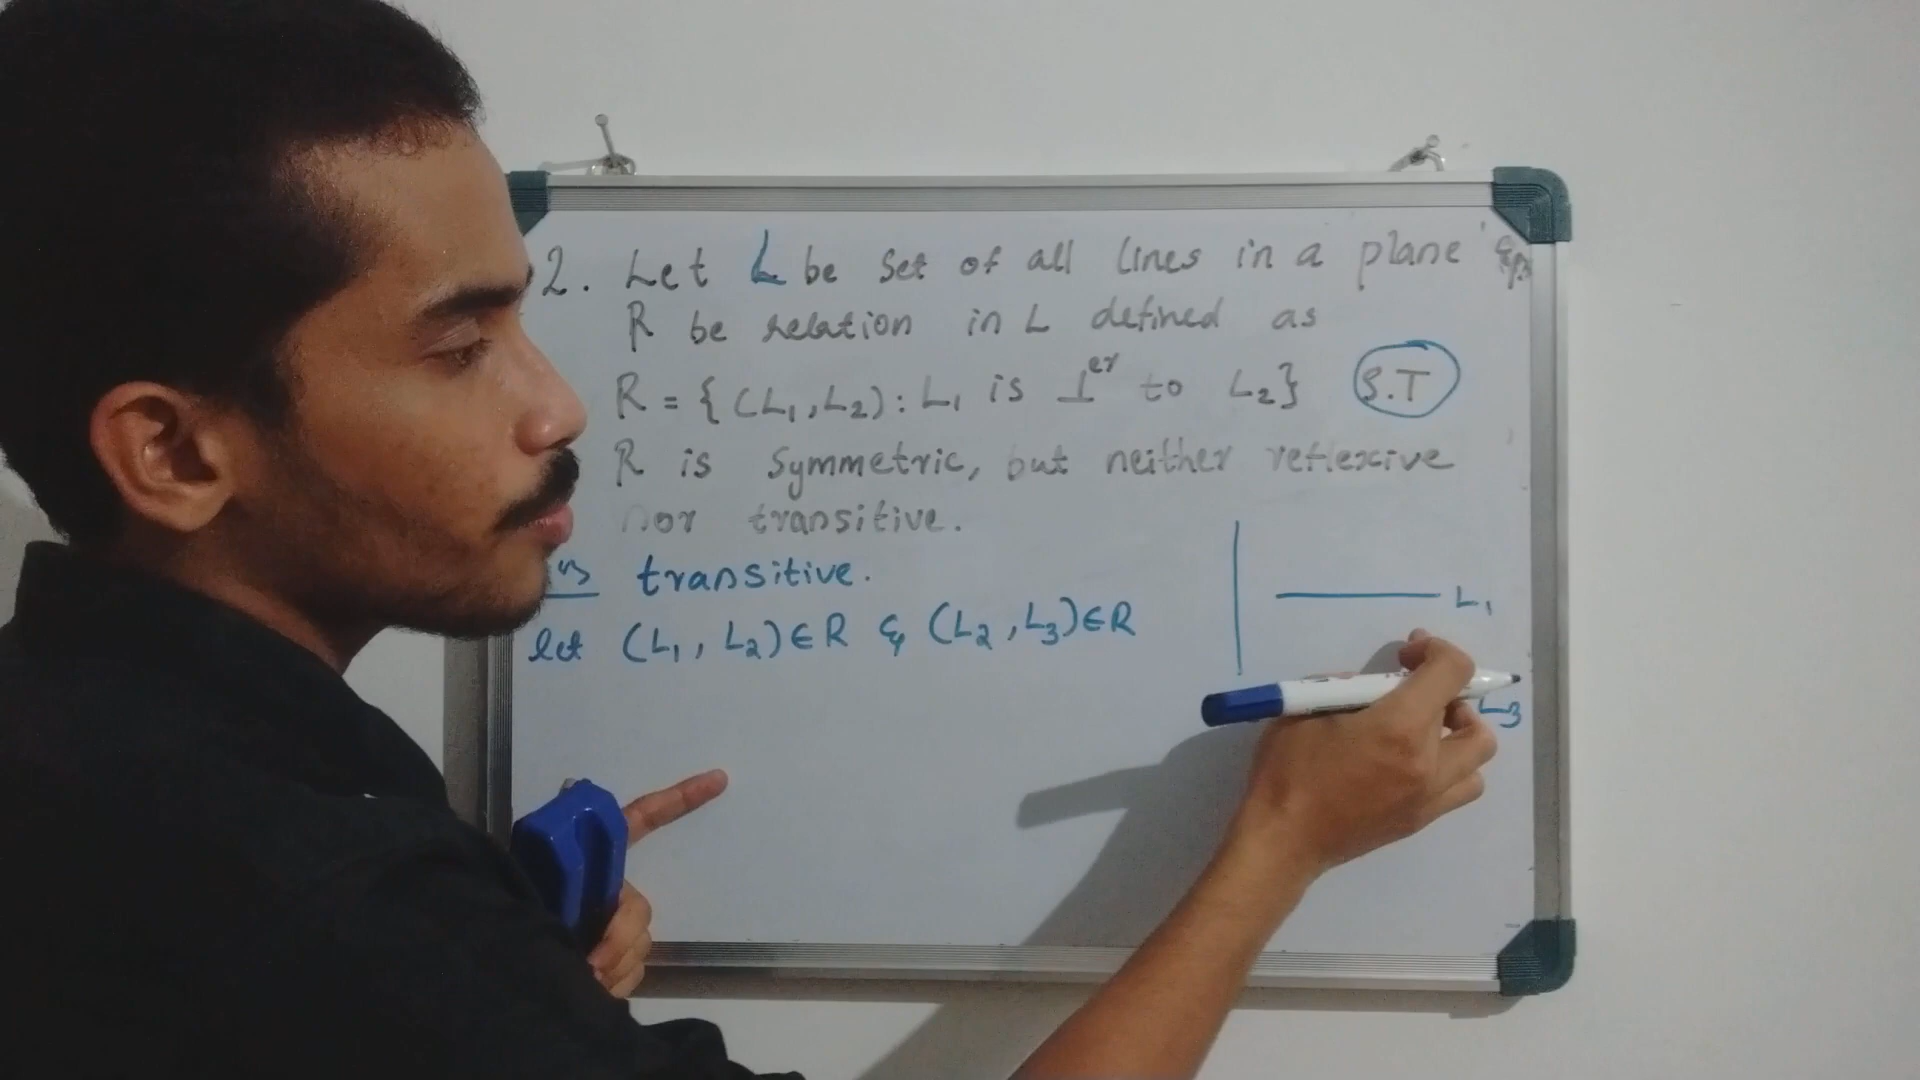 2. Let L be set of all lines in a plane &
R be relation in L defined as
R = { (L₁, L₂) : L₁ is ⊥ᵉʳ to L₂} S.T
R is symmetric, but neither reflexive
nor transitive.
transitive.
let (L₁, L₂) ∈ R & (L₂, L₃) ∈ R
L₁
L₃